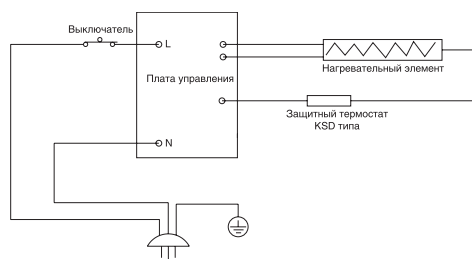 Выключатель
L
Плата управления
N
Нагревательный элемент
Защитный термостат
KSD типа